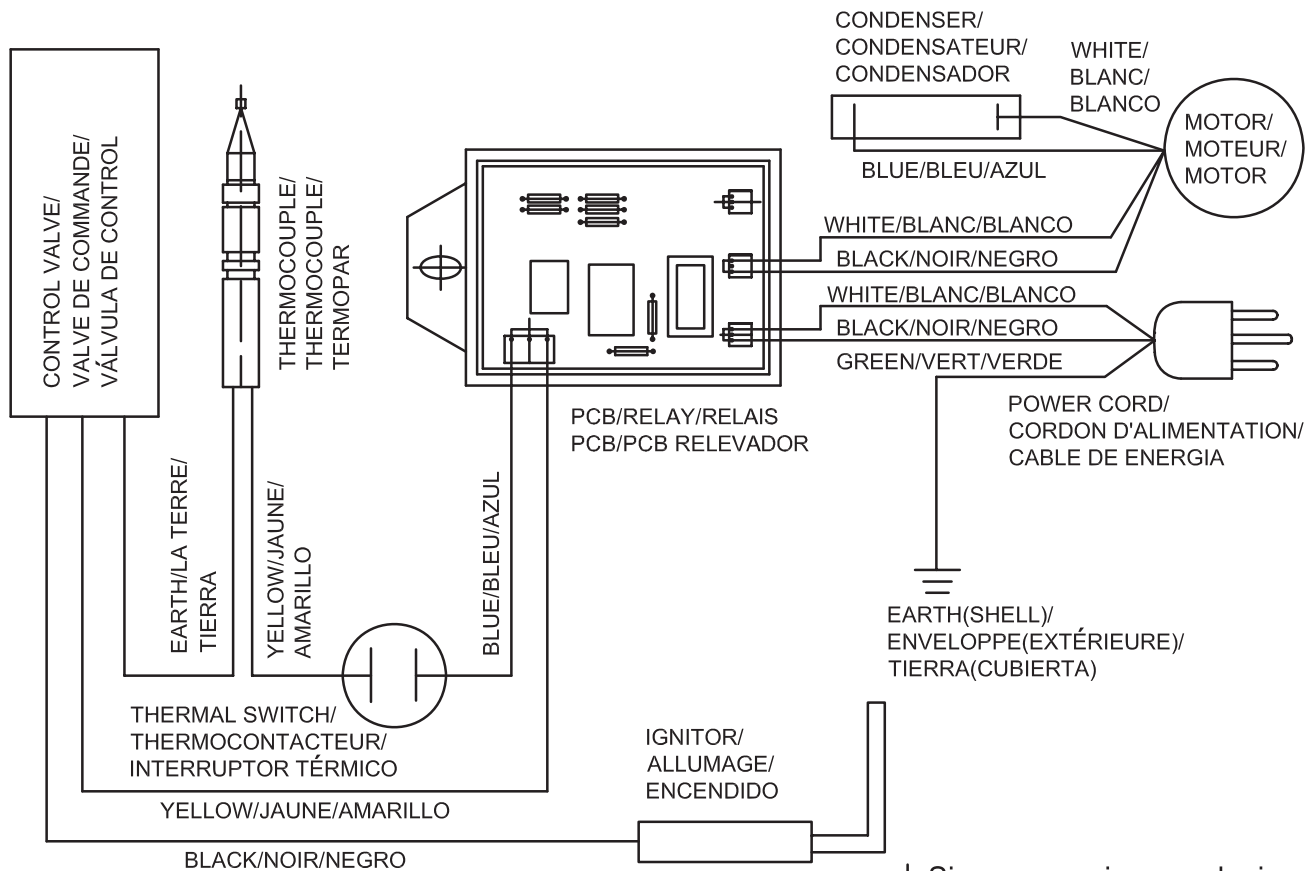 CONDENSER/
CONDENSATEUR/
CONDENSADOR
WHITE/
BLANC/
BLANCO
MOTOR/
MOTEUR/
MOTOR
BLUE/BLEU/AZUL
CONTROL VALVE/
VALVE DE COMMANDE/
VÁLVULA DE CONTROL
THERMOCOUPLE/
THERMOCOUPLE/
TERMOPAR
WHITE/BLANC/BLANCO
BLACK/NOIR/NEGRO
WHITE/BLANC/BLANCO
BLACK/NOIR/NEGRO
GREEN/VERT/VERDE
POWER CORD/
CORDON D'ALIMENTATION/
CABLE DE ENERGIA
PCB/RELAY/RELAIS
PCB/PCB RELEVADOR
EARTH/LA TERRE/
TIERRA
YELLOW/JAUNE/
AMARILLO
BLUE/BLEU/AZUL
EARTH(SHELL)/
ENVELOPPE(EXTÉRIEURE)/
TIERRA(CUBIERTA)
THERMAL SWITCH/
THERMOCONTACTEUR/
INTERRUPTOR TÉRMICO
IGNITOR/
ALLUMAGE/
ENCENDIDO
YELLOW/JAUNE/AMARILLO
BLACK/NOIR/NEGRO